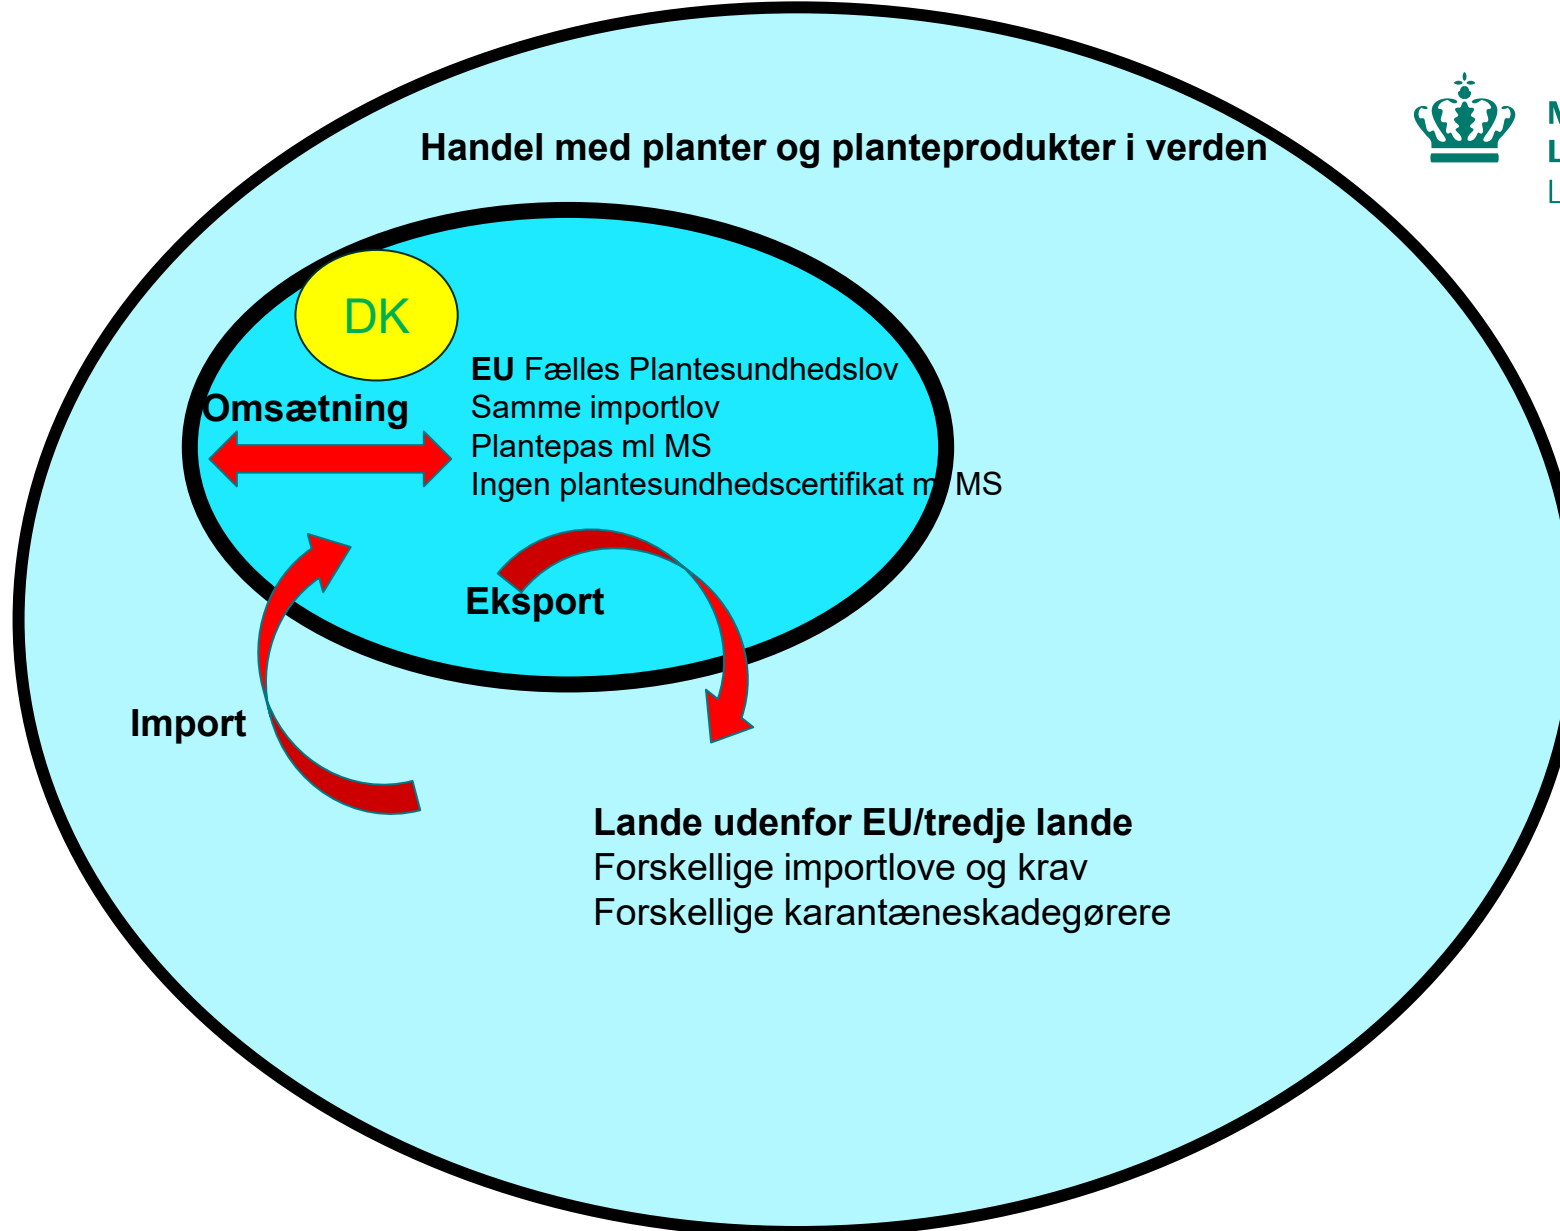 Handel med planter og planteprodukter i verden
DK
EU Fælles Plantesundhedslov
Omsætning
Samme importlov
Plantepas ml MS
Ingen plantesundhedscertifikat ml MS
Eksport
Import
Lande udenfor EU/tredje lande
Forskellige importlove og krav
Forskellige karantæneskadegørere